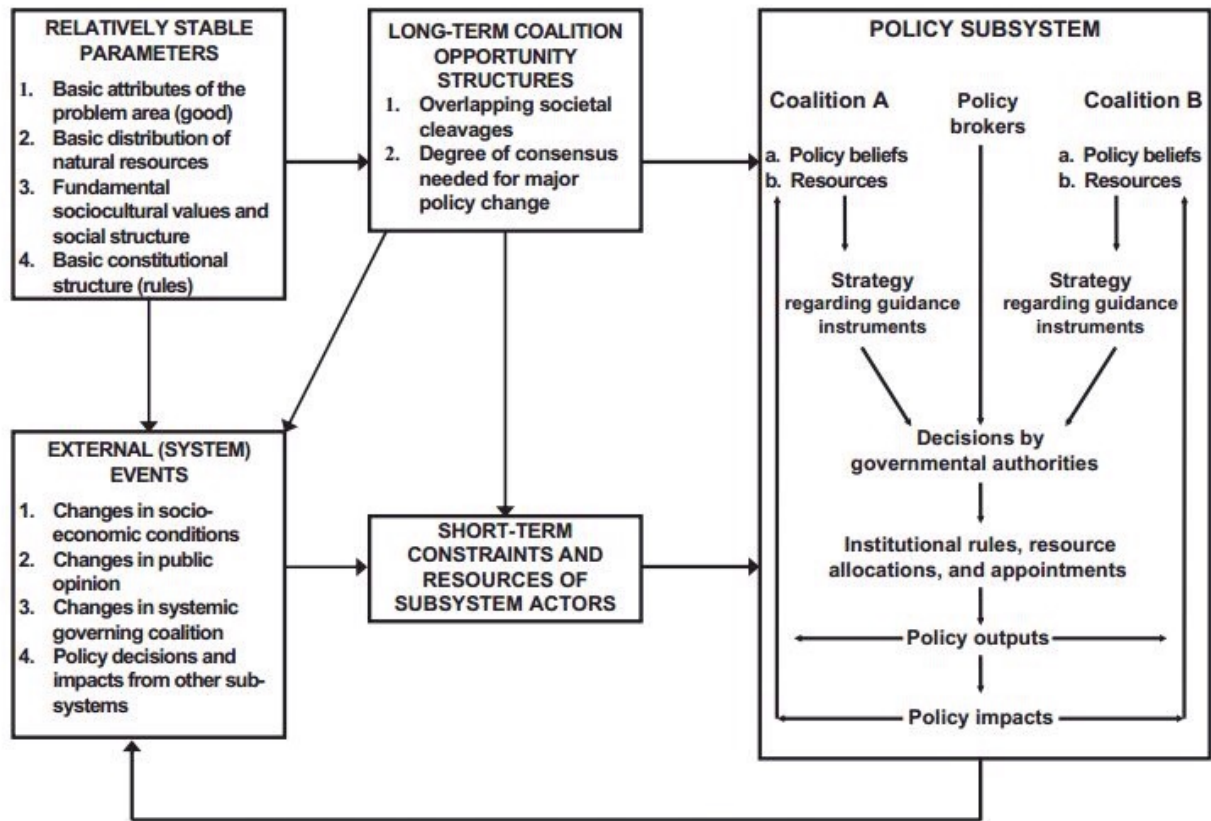 RELATIVELY STABLE
PARAMETERS
1. Basic attributes of the
problem area (good)
2. Basic distribution of
natural resources
3. Fundamental
sociocultural values and
social structure
4. Basic constitutional
structure (rules)
LONG-TERM COALITION
OPPORTUNITY
STRUCTURES
1. Overlapping societal
cleavages
2. Degree of consensus
needed for major
policy change
EXTERNAL (SYSTEM)
EVENTS
1. Changes in socio-
economic conditions
2. Changes in public
opinion
3. Changes in systemic
governing coalition
4. Policy decisions and
impacts from other sub-
systems
SHORT-TERM
CONSTRAINTS AND
RESOURCES OF
SUBSYSTEM ACTORS
POLICY SUBSYSTEM
Coalition A
a. Policy beliefs
b. Resources
Strategy
regarding guidance
instruments
Policy
brokers
Coalition B
a. Policy beliefs
b. Resources
Strategy
regarding guidance
instruments
Decisions by
governmental authorities
Institutional rules, resource
allocations, and appointments
Policy outputs
Policy impacts